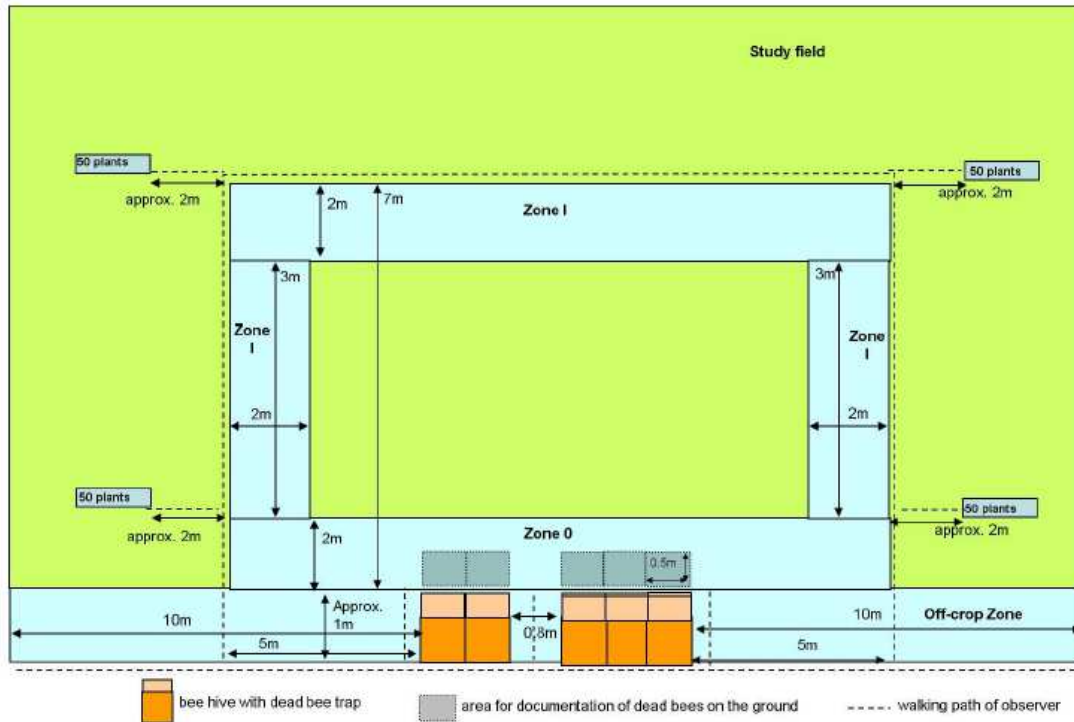 Study field
50 plants
50 plants
approx. 2m
approx. 2m
2m
7m
Zone I
3m
3m
Zone
I
Zone
I
2m
2m
50 plants
50 plants
approx. 2m
approx. 2m
2m
Zone 0
0.5m
Approx.
1m
10m
5m
0,8m
10m
5m
Off-crop Zone
bee hive with dead bee trap
area for documentation of dead bees on the ground
walking path of observer